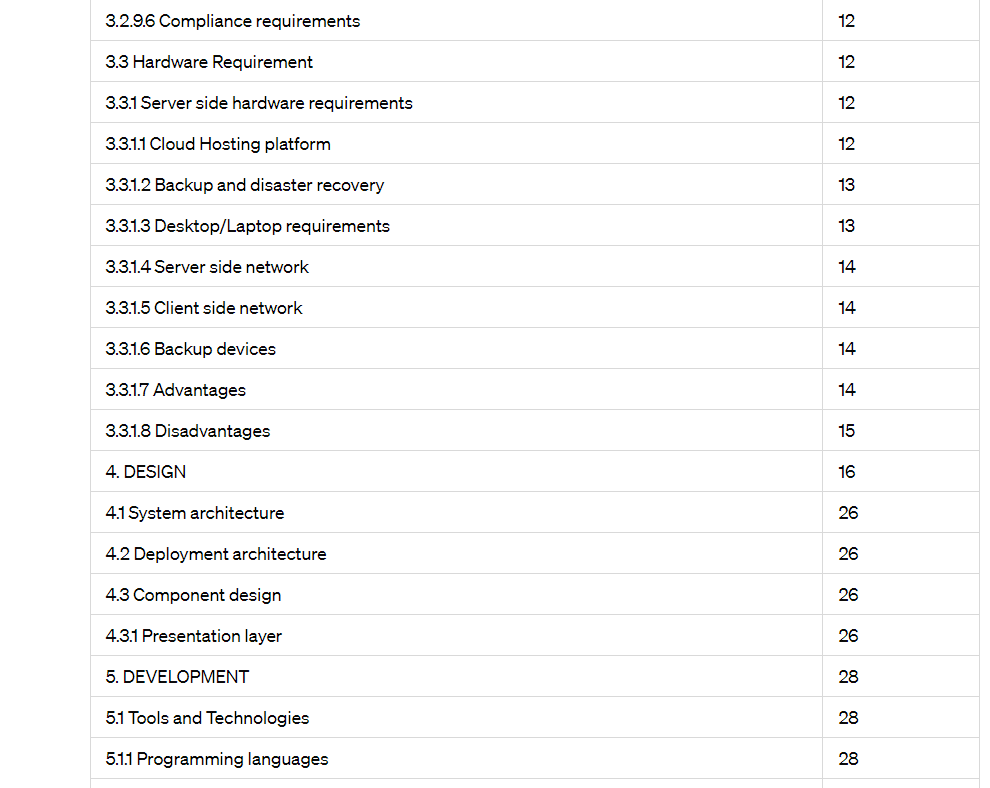 3.2.9.6 Compliance requirements 12
3.3 Hardware Requirement 12
3.3.1 Server side hardware requirements 12
3.3.1.1 Cloud Hosting platform 12
3.3.1.2 Backup and disaster recovery 13
3.3.1.3 Desktop/Laptop requirements 13
3.3.1.4 Server side network 14
3.3.1.5 Client side network 14
3.3.1.6 Backup devices 14
3.3.1.7 Advantages 14
3.3.1.8 Disadvantages 15
4. DESIGN 16
4.1 System architecture 26
4.2 Deployment architecture 26
4.3 Component design 26
4.3.1 Presentation layer 26
5. DEVELOPMENT 28
5.1 Tools and Technologies 28
5.1.1 Programming languages 28